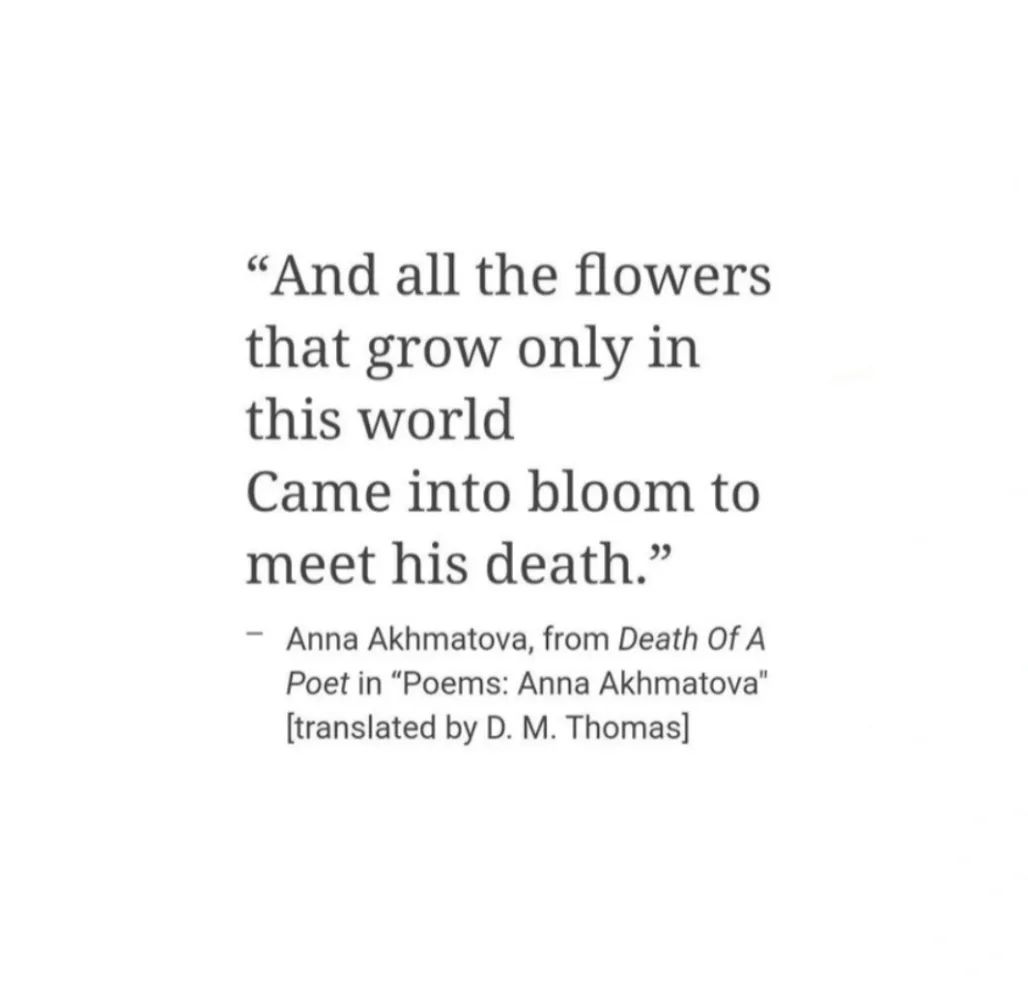 “And all the flowers
that grow only in
this world
Came into bloom to
meet his death.”
– Anna Akhmatova, from Death Of A
Poet in “Poems: Anna Akhmatova"
[translated by D. M. Thomas]